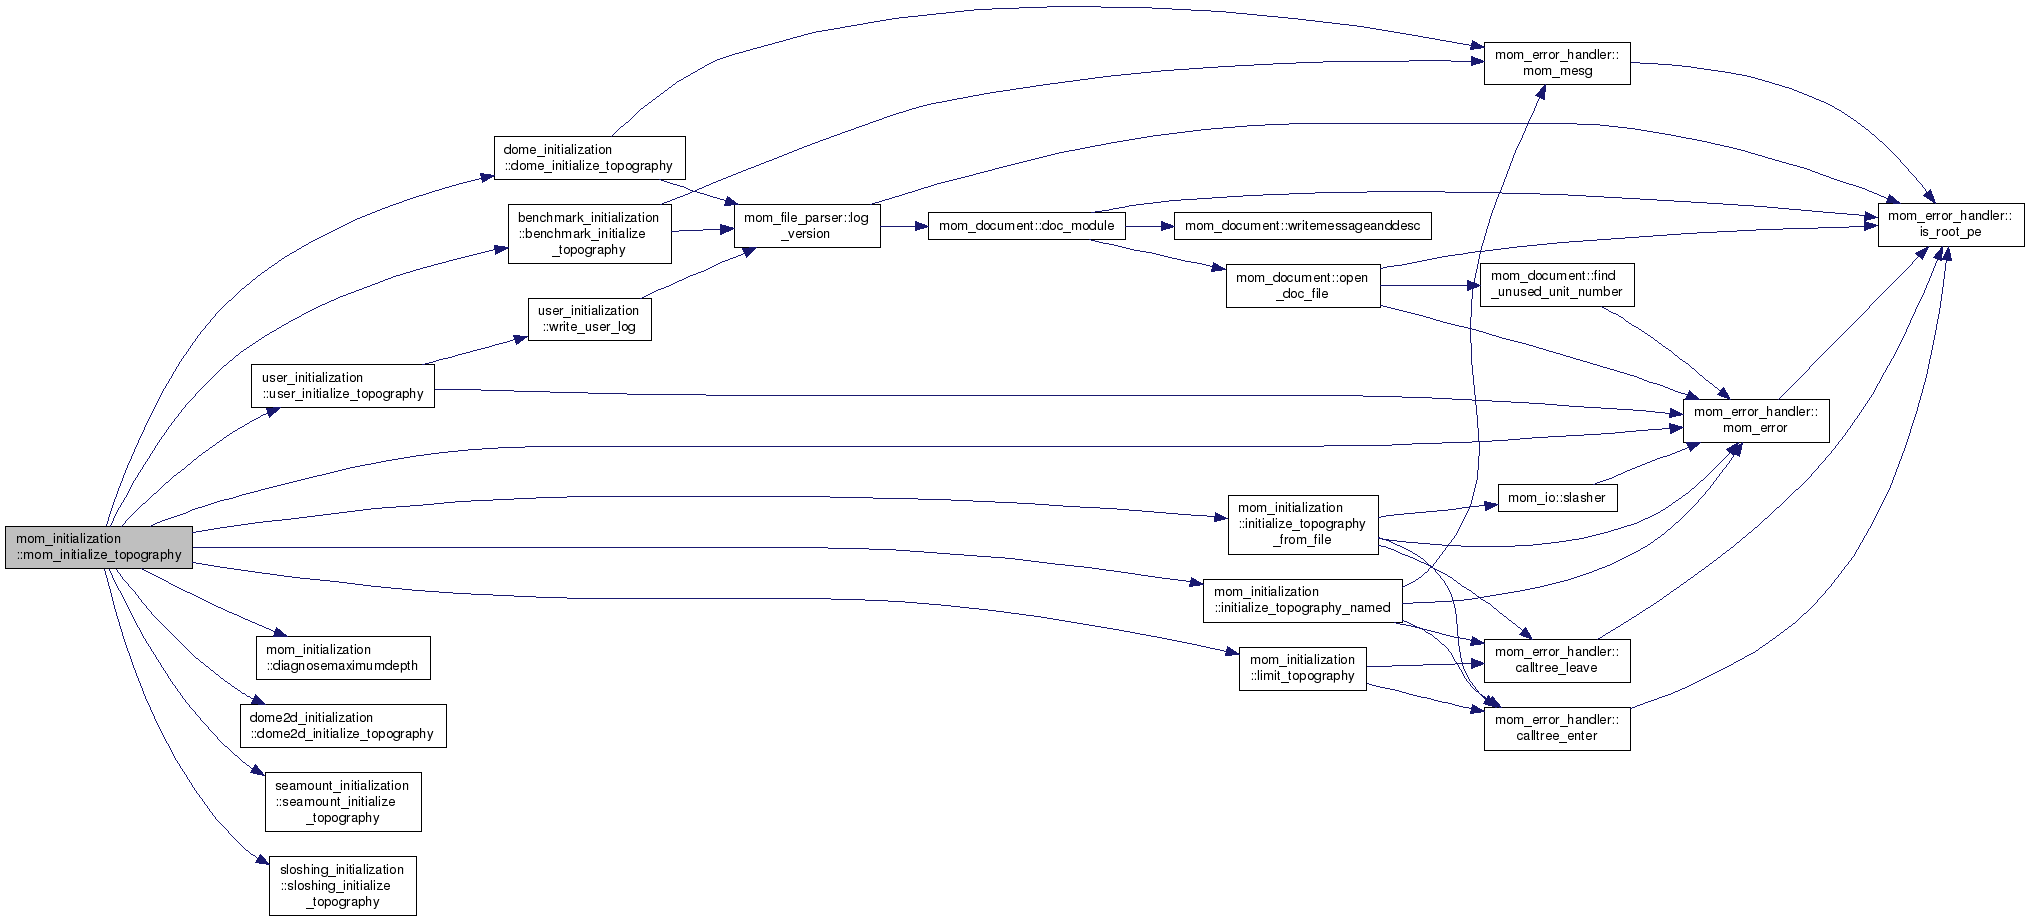 mom_error_handler::
mom_mesg
dome_initialization
::dome_initialize_topography
benchmark_initialization
::benchmark_initialize
_topography
mom_file_parser::log
_version
mom_document::doc_module
mom_document::writemessageanddesc
mom_error_handler::
is_root_pe
mom_document::open
_doc_file
mom_document::find
_unused_unit_number
user_initialization
::write_user_log
user_initialization
::user_initialize_topography
mom_error_handler::
mom_error
mom_initialization
::initialize_topography
_from_file
mom_io::slasher
mom_initialization
::mom_initialize_topography
mom_initialization
::initialize_topography_named
mom_initialization
::diagnosemaximumdepth
mom_initialization
::limit_topography
mom_error_handler::
calltree_leave
dome2d_initialization
::dome2d_initialize_topography
mom_error_handler::
calltree_enter
seamount_initialization
::seamount_initialize
_topography
sloshing_initialization
::sloshing_initialize
_topography